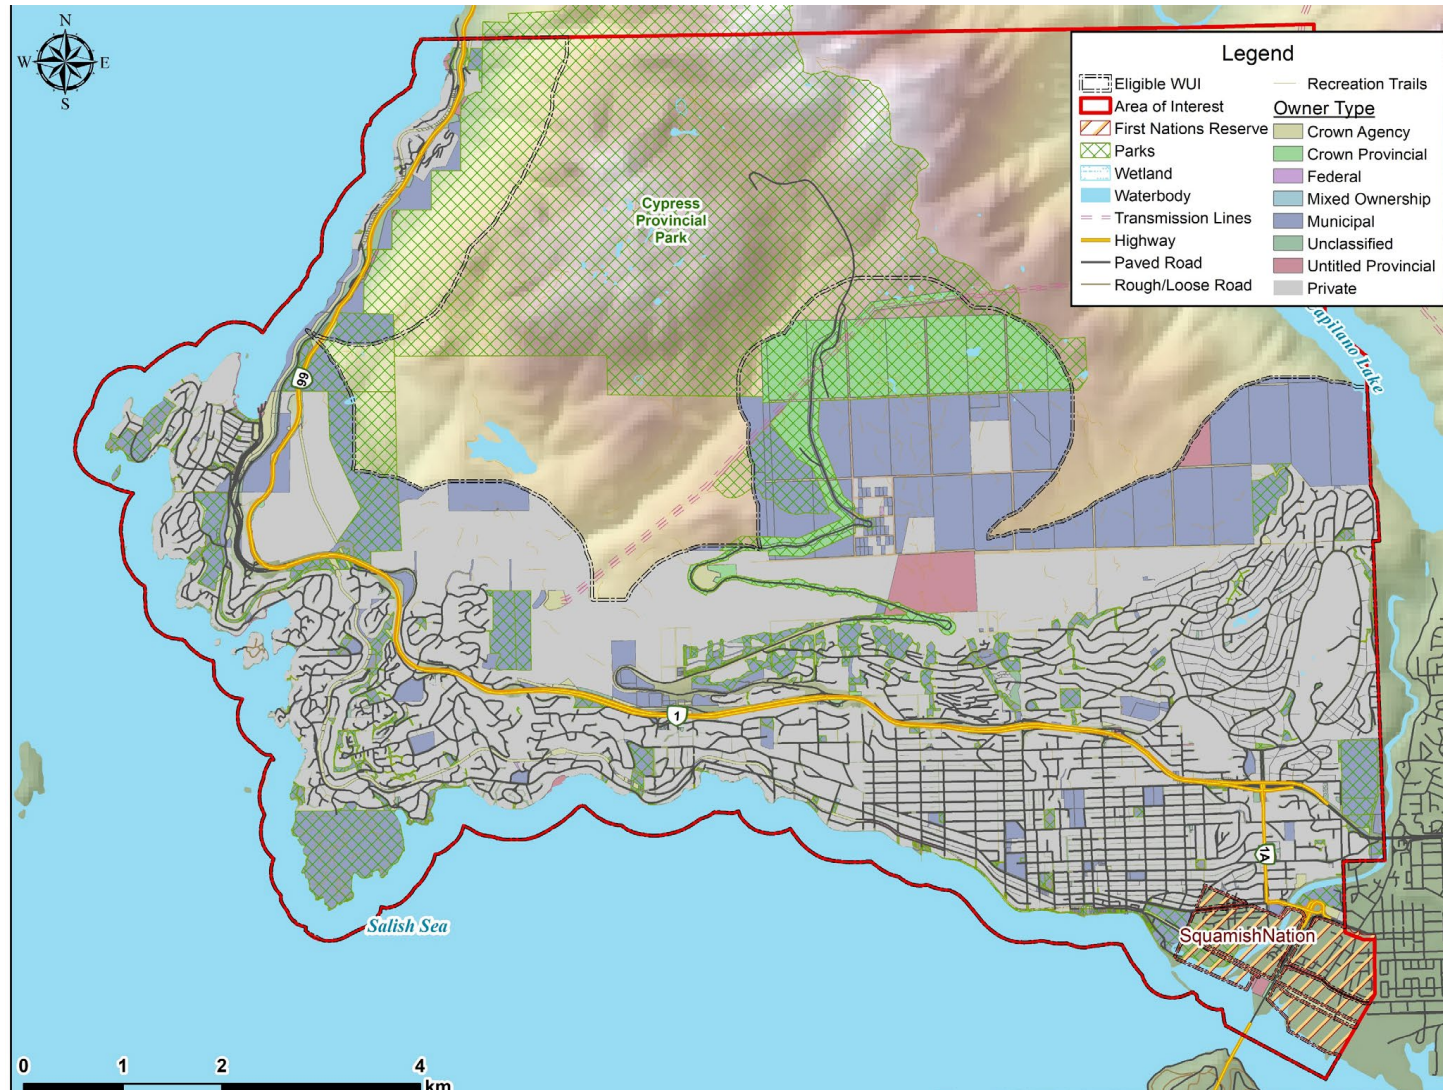 N
W E
S
Legend
Eligible WUI
Area of Interest
First Nations Reserve
Parks
Wetland
Waterbody
Transmission Lines
Highway
Paved Road
Rough/Loose Road
Recreation Trails
Owner Type
Crown Agency
Crown Provincial
Federal
Mixed Ownership
Municipal
Unclassified
Untitled Provincial
Private
Cypress
Provincial
Park
Capilano Lake
99
1
1A
Salish Sea
SquamishNation
0 1 2 4
km